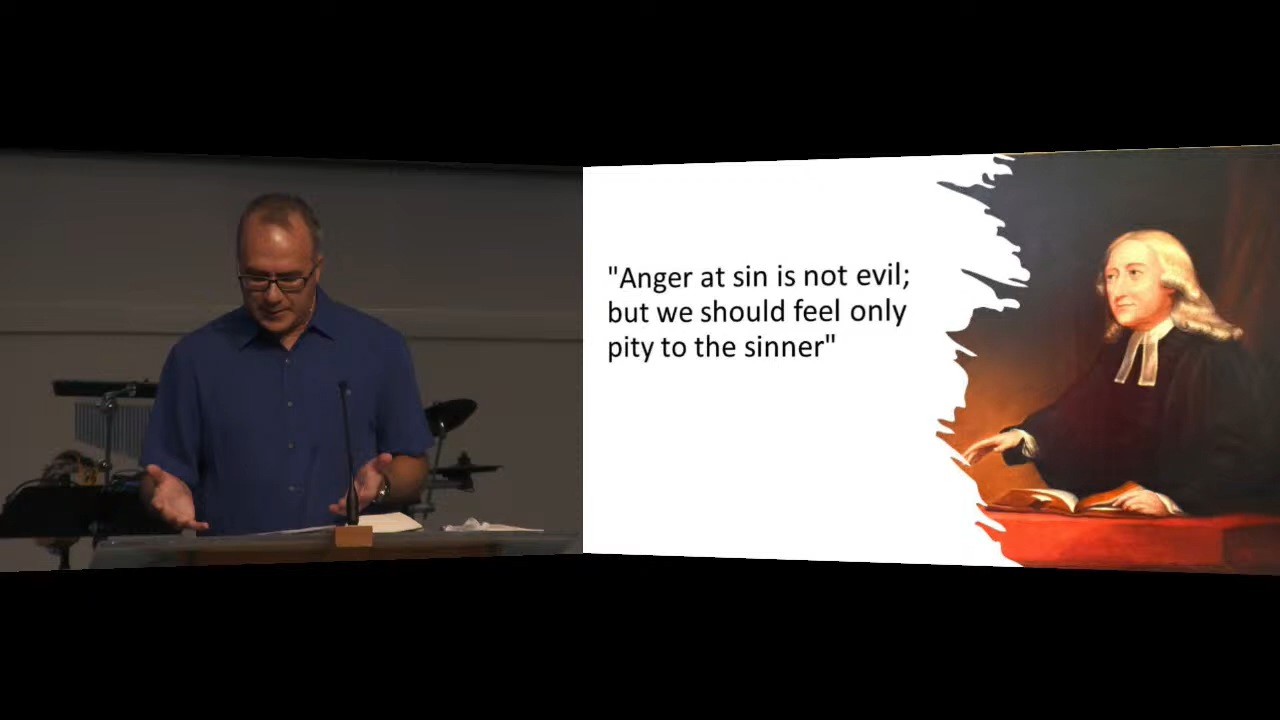 "Anger at sin is not evil;
but we should feel only
pity to the sinner"